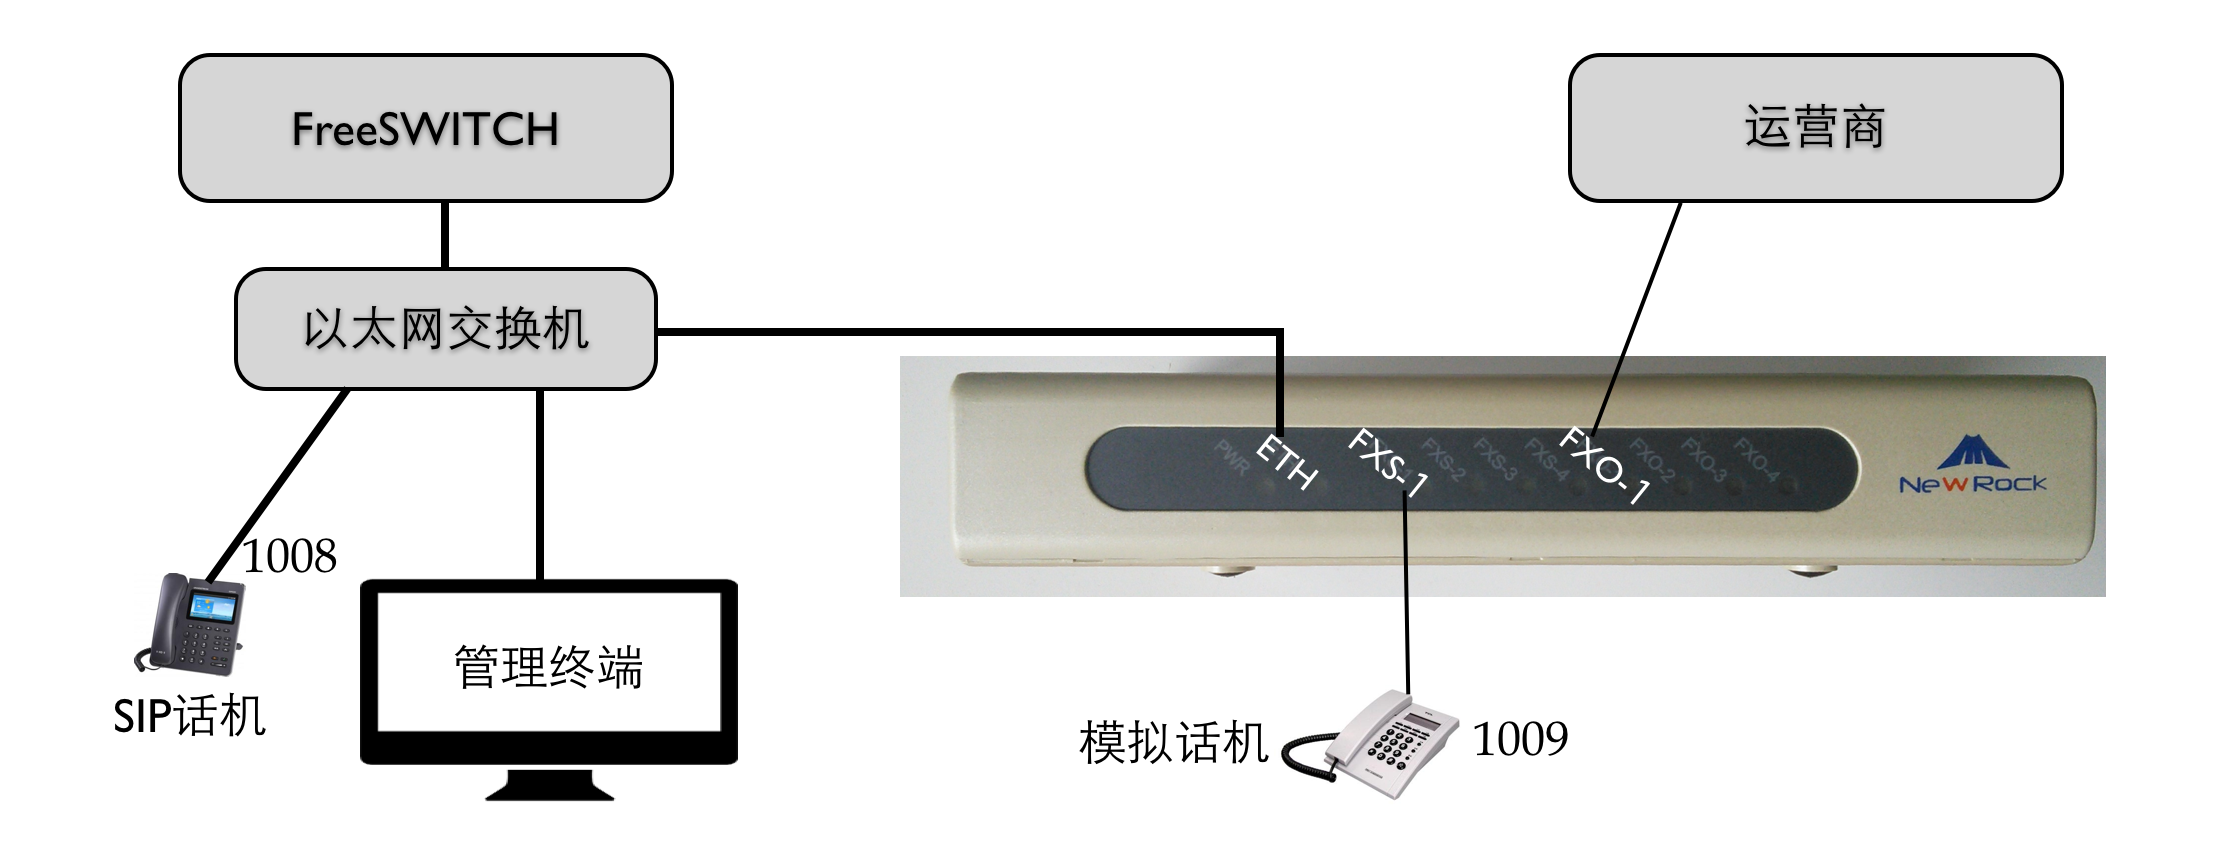 FreeSWITCH
运营商
以太网交换机
PWR
ETH
FXS-1
FXS-2
FXS-3
FXS-4
FXO-1
FXO-2
FXO-3
FXO-4
NeWRock
1008
SIP话机
管理终端
模拟话机
1009